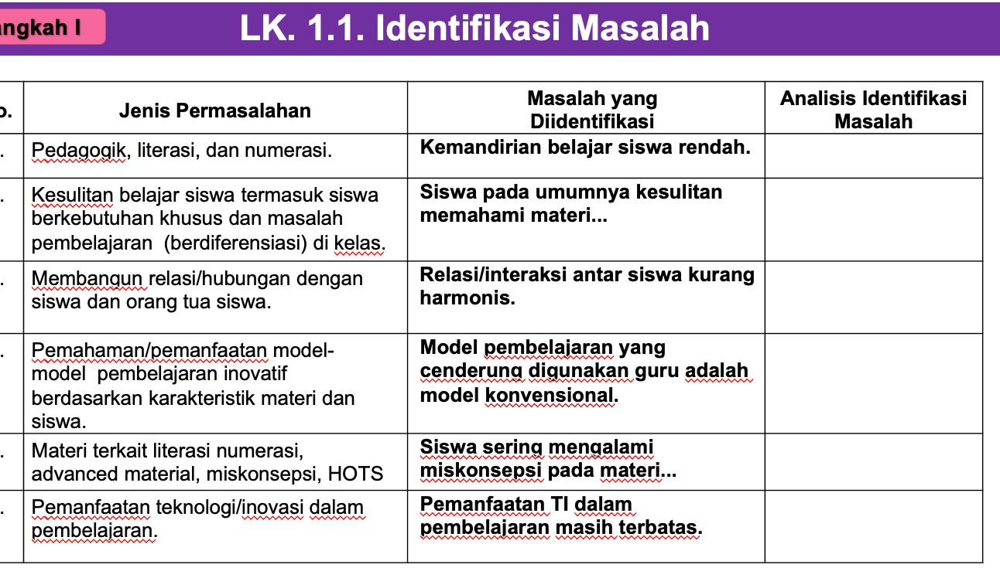 angkah I
LK. 1.1. Identifikasi Masalah
o.
Jenis Permasalahan
Masalah yang
Diidentifikasi
Analisis Identifikasi
Masalah
.
Pedagogik, literasi, dan numerasi.
Kemandirian belajar siswa rendah.
.
Kesulitan belajar siswa termasuk siswa
berkebutuhan khusus dan masalah
pembelajaran  (berdiferensiasi) di kelas.
Siswa pada umumnya kesulitan
memahami materi...
.
Membangun relasi/hubungan dengan
siswa dan orang tua siswa.
Relasi/interaksi antar siswa kurang
harmonis.
.
Pemahaman/pemanfaatan model-
model  pembelajaran inovatif
berdasarkan karakteristik materi dan
siswa.
Model pembelajaran yang
cenderung digunakan guru adalah
model konvensional.
.
Materi terkait literasi numerasi,
advanced material, miskonsepsi, HOTS
Siswa sering mengalami
miskonsepsi pada materi...
.
Pemanfaatan teknologi/inovasi dalam
pembelajaran.
Pemanfaatan TI dalam
pembelajaran masih terbatas.